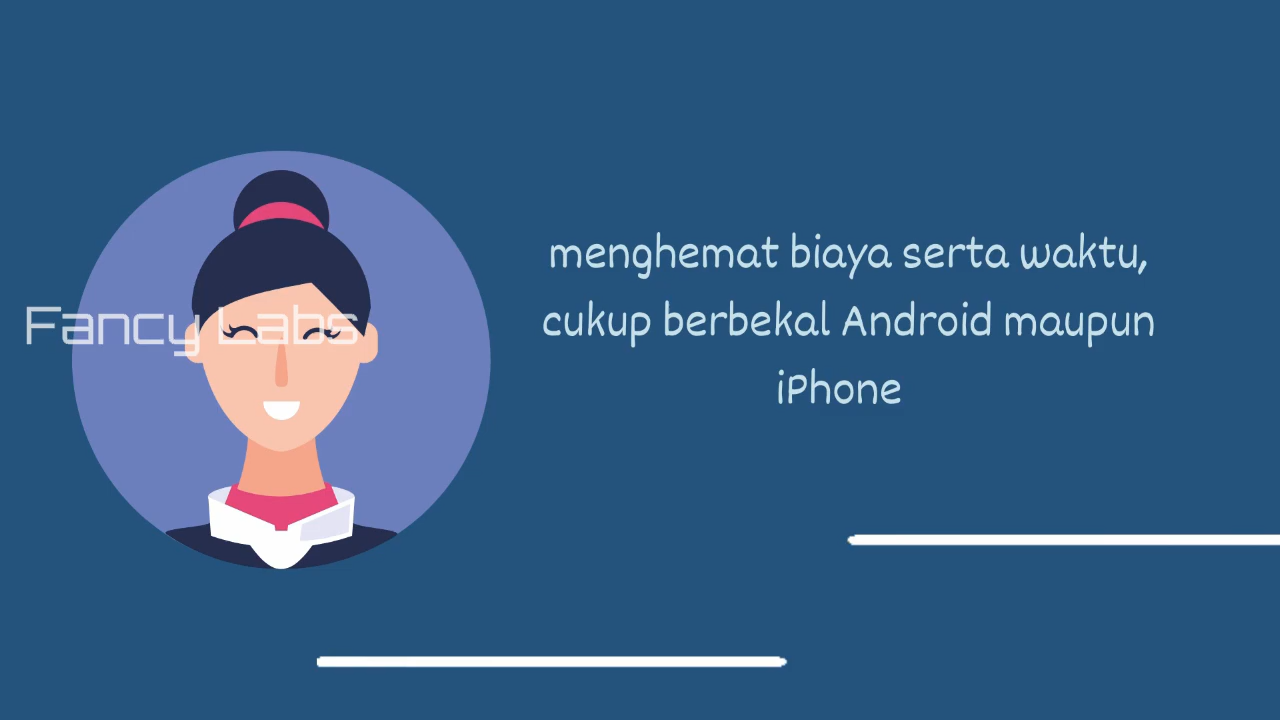 Fancy Labs
menghemat biaya serta waktu,
cukup berbekal Android maupun
iPhone